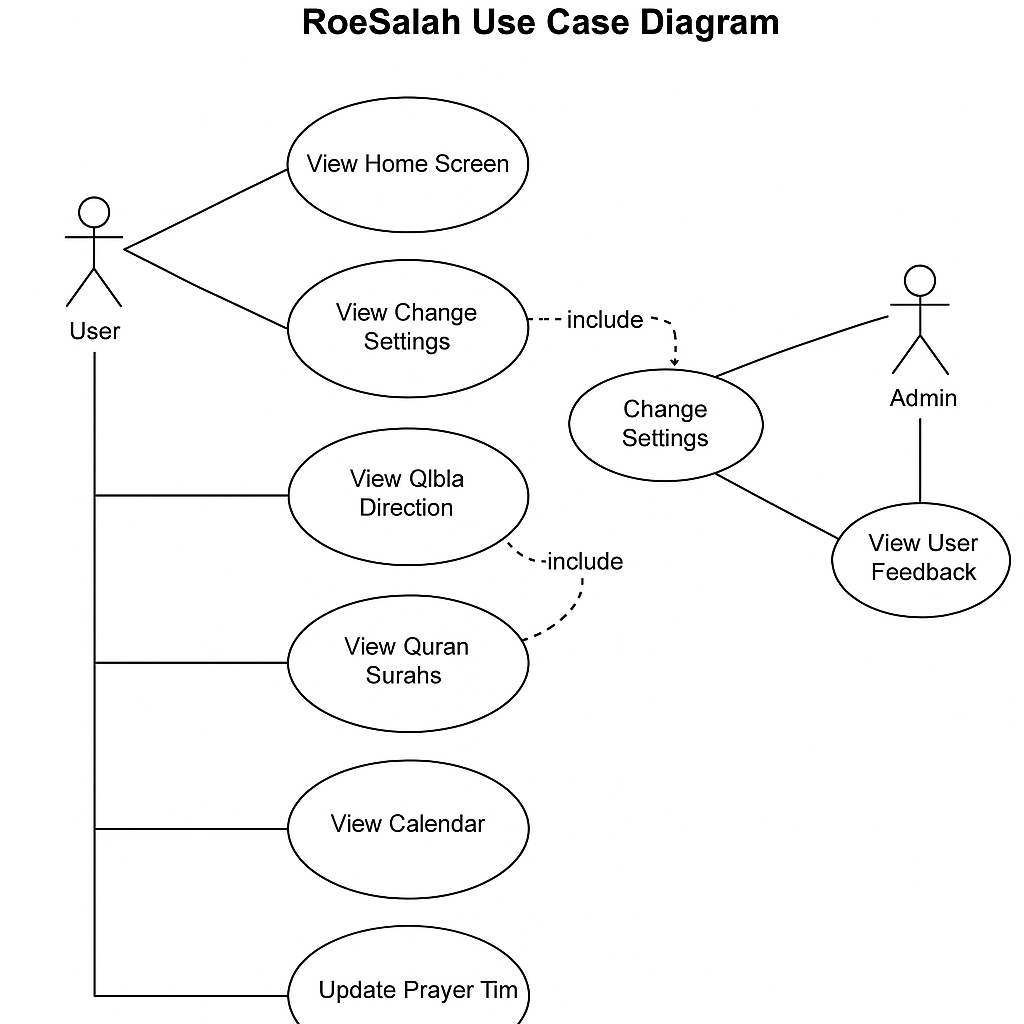 RoeSalah Use Case Diagram
View Home Screen
User
View Change
Settings
include
Change
Settings
Admin
View Qlbla
Direction
include
View User
Feedback
View Quran
Surahs
View Calendar
Update Prayer Tim